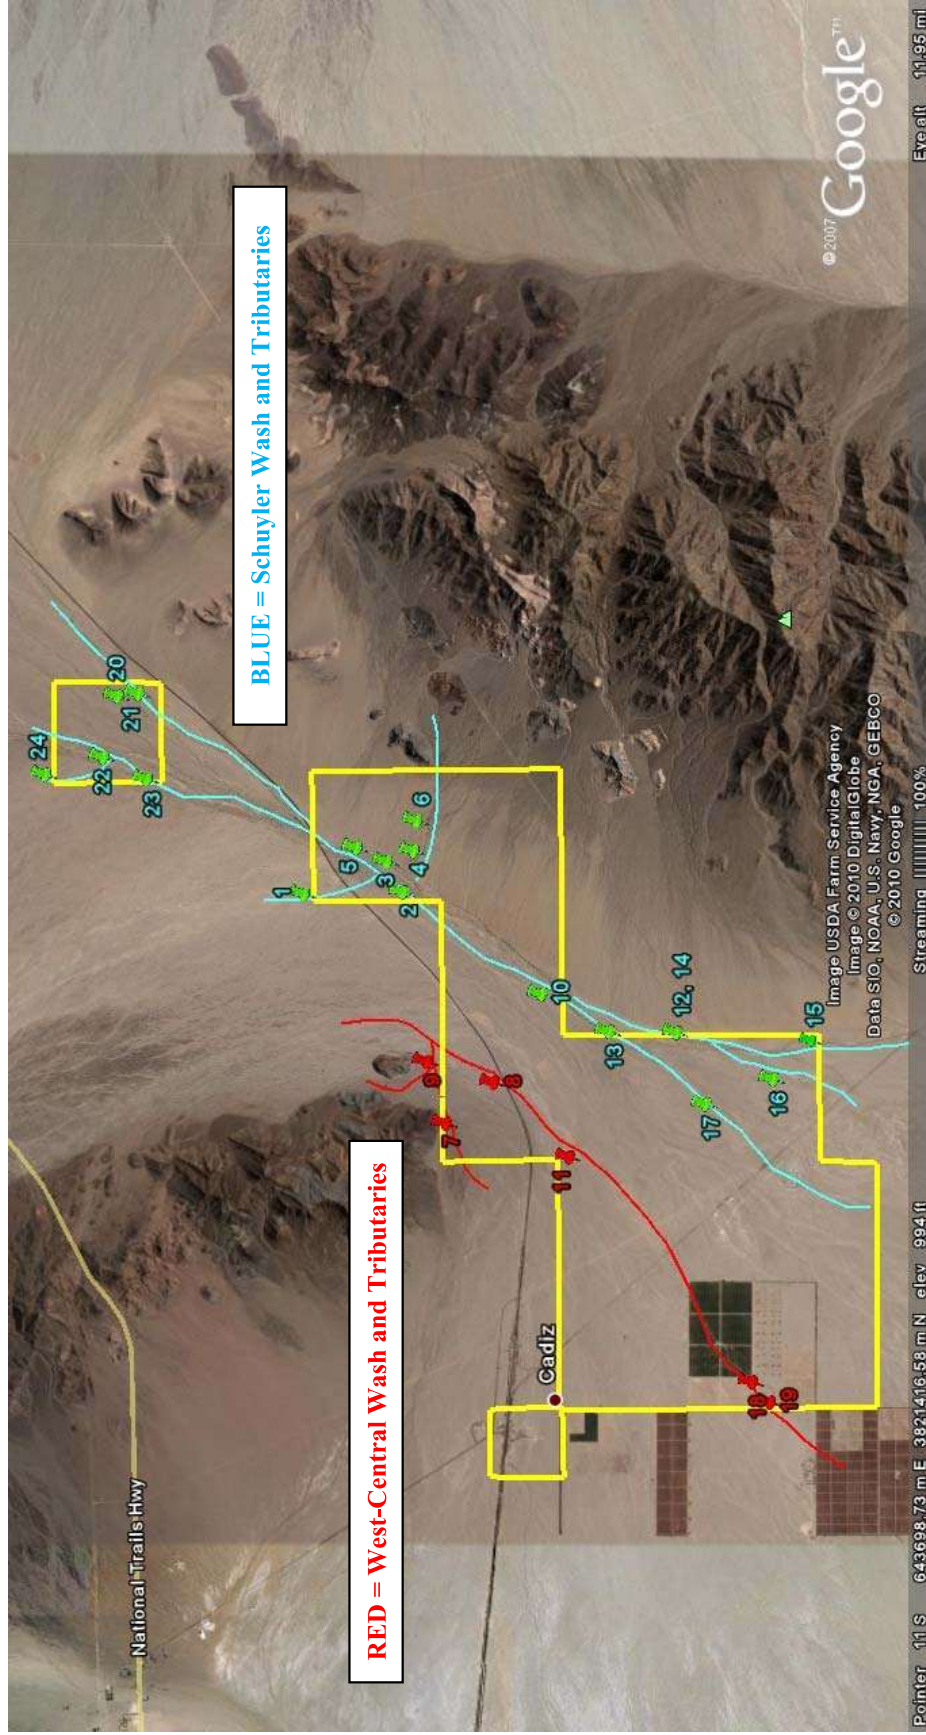 National Trails Hwy
RED = West-Central Wash and Tributaries
BLUE = Schuyler Wash and Tributaries
24
22
20
21
23
1
5
3
2
4
6
9
7
8
11
10
12, 14
13
17
16
15
Cadiz
18
19
Image USDA Farm Service Agency
Image © 2010 DigitalGlobe
Data SIO, NOAA, U.S. Navy, NGA, GEBCO
© 2010 Google
©2007 Google™
Pointer 11 S 643698.73 m E 3821416.58 m N elev 994 ft Streaming ||||||||| 100% Eye alt 11.95 mi